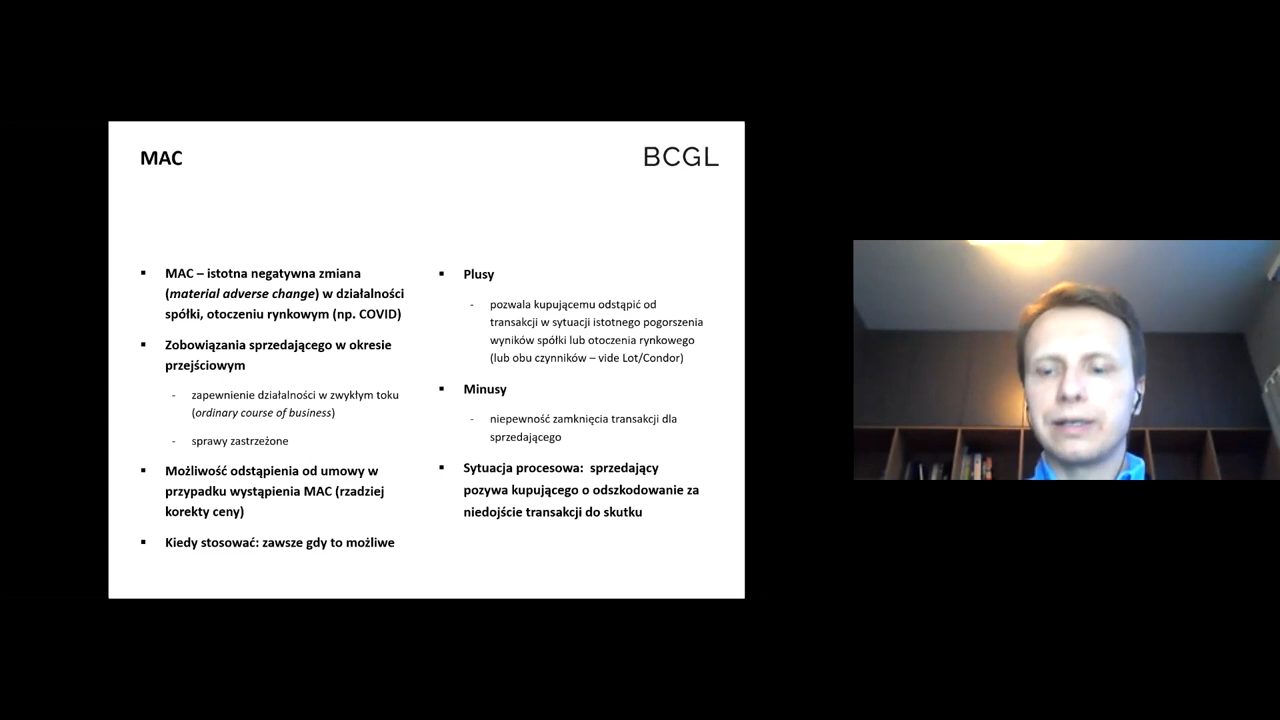 MAC
BCGL
MAC – istotna negatywna zmiana
(material adverse change) w działalności
spółki, otoczeniu rynkowym (np. COVID)
Zobowiązania sprzedającego w okresie
przejściowym
- zapewnienie działalności w zwykłym toku
(ordinary course of business)
- sprawy zastrzeżone
Możliwość odstąpienia od umowy w
przypadku wystąpienia MAC (rzadziej
korekty ceny)
Kiedy stosować: zawsze gdy to możliwe
Plusy
- pozwala kupującemu odstąpić od
transakcji w sytuacji istotnego pogorszenia
wyników spółki lub otoczenia rynkowego
(lub obu czynników – vide Lot/Condor)
Minusy
- niepewność zamknięcia transakcji dla
sprzedającego
Sytuacja procesowa: sprzedający
pozywa kupującego o odszkodowanie za
niedojście transakcji do skutku